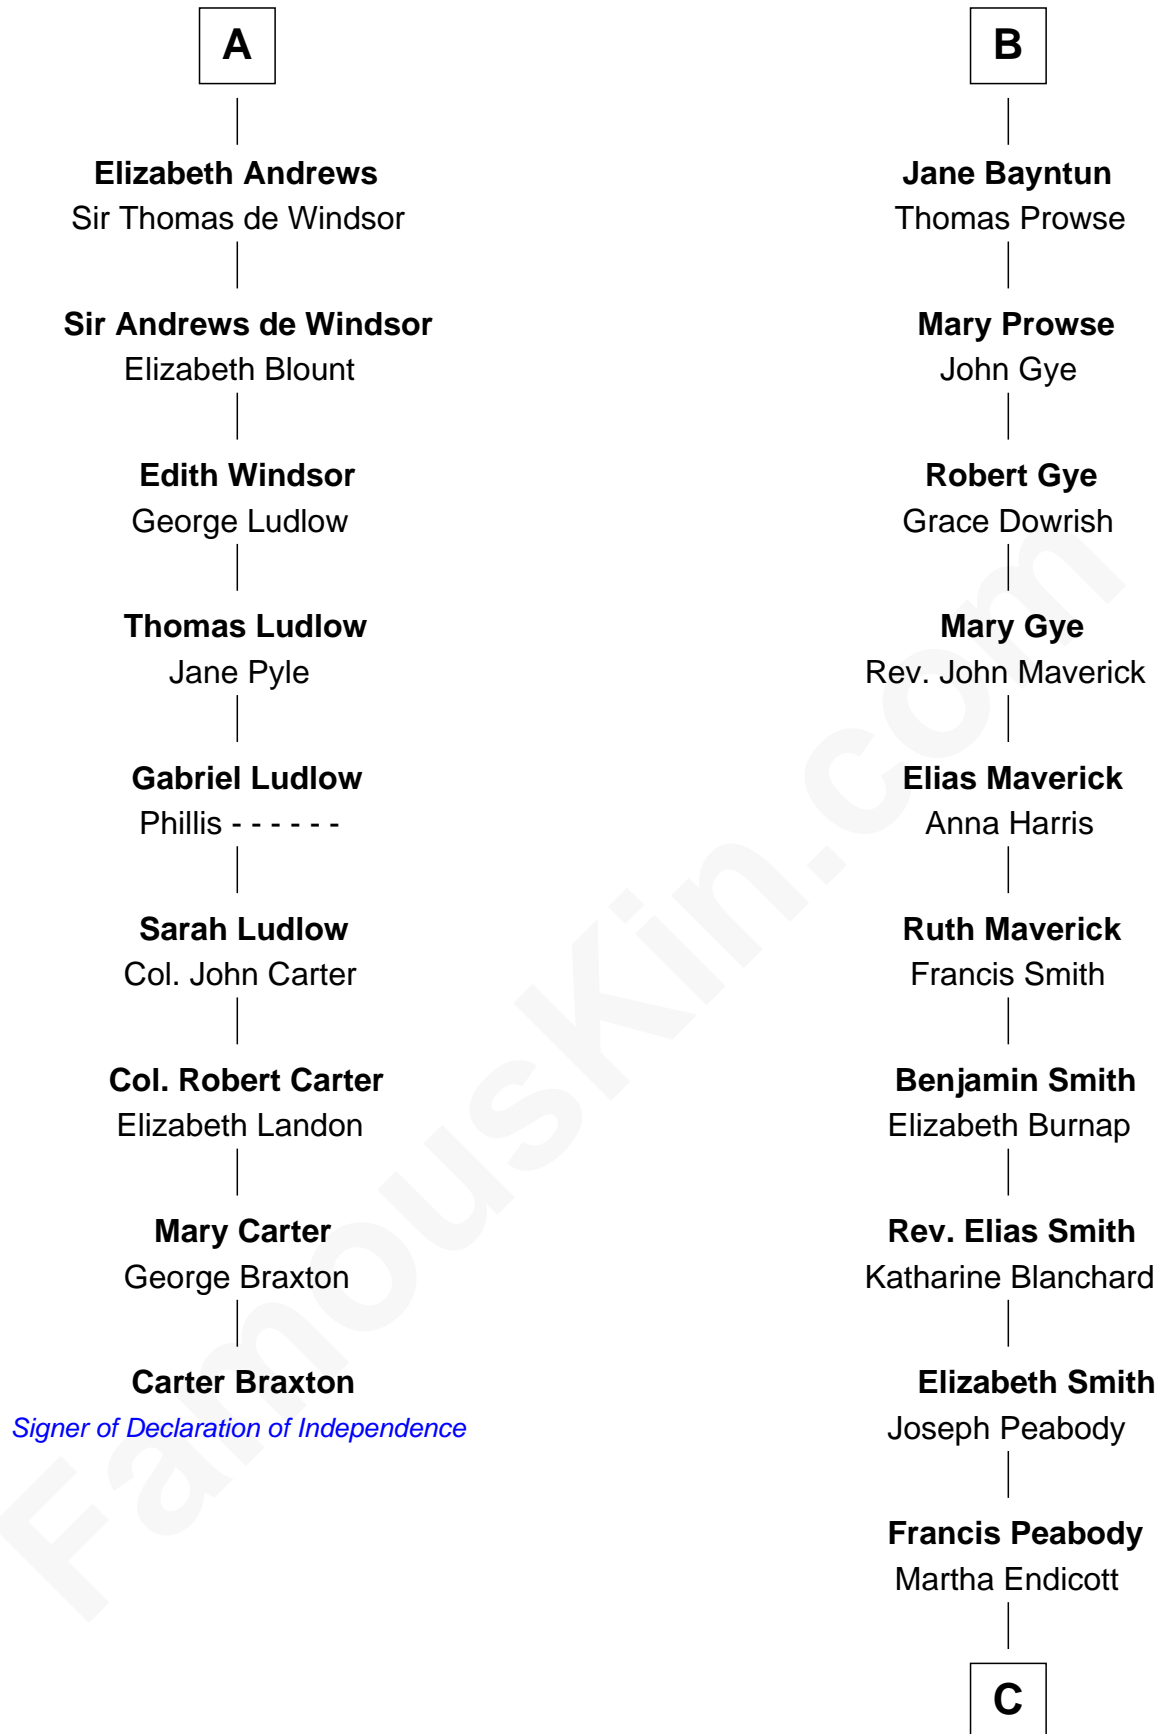 A
Elizabeth Andrews
Sir Thomas de Windsor
Sir Andrews de Windsor
Elizabeth Blount
Edith Windsor
George Ludlow
Thomas Ludlow
Jane Pyle
Gabriel Ludlow
Phillis - - - - - -
Sarah Ludlow
Col. John Carter
Col. Robert Carter
Elizabeth Landon
Mary Carter
George Braxton
Carter Braxton
Signer of Declaration of Independence
B
Jane Bayntun
Thomas Prowse
Mary Prowse
John Gye
Robert Gye
Grace Dowrish
Mary Gye
Rev. John Maverick
Elias Maverick
Anna Harris
Ruth Maverick
Francis Smith
Benjamin Smith
Elizabeth Burnap
Rev. Elias Smith
Katharine Blanchard
Elizabeth Smith
Joseph Peabody
Francis Peabody
Martha Endicott
C
FamousKin.com